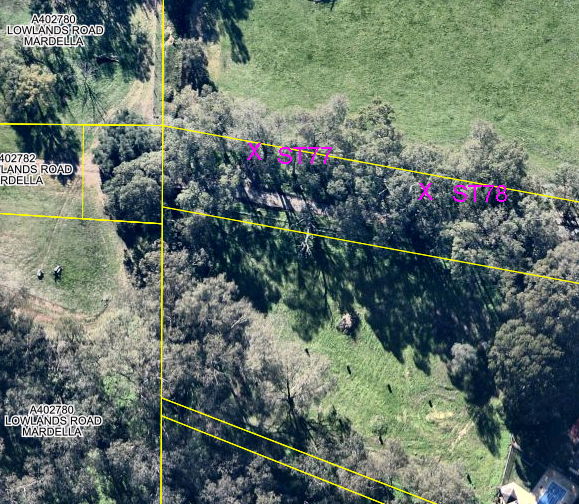 A402780
LOWLANDS ROAD
MARDELLA
X ST77
402782
LANDS ROAD
RDELLA
X ST78
A402780
LOWLANDS ROAD
MARDELLA